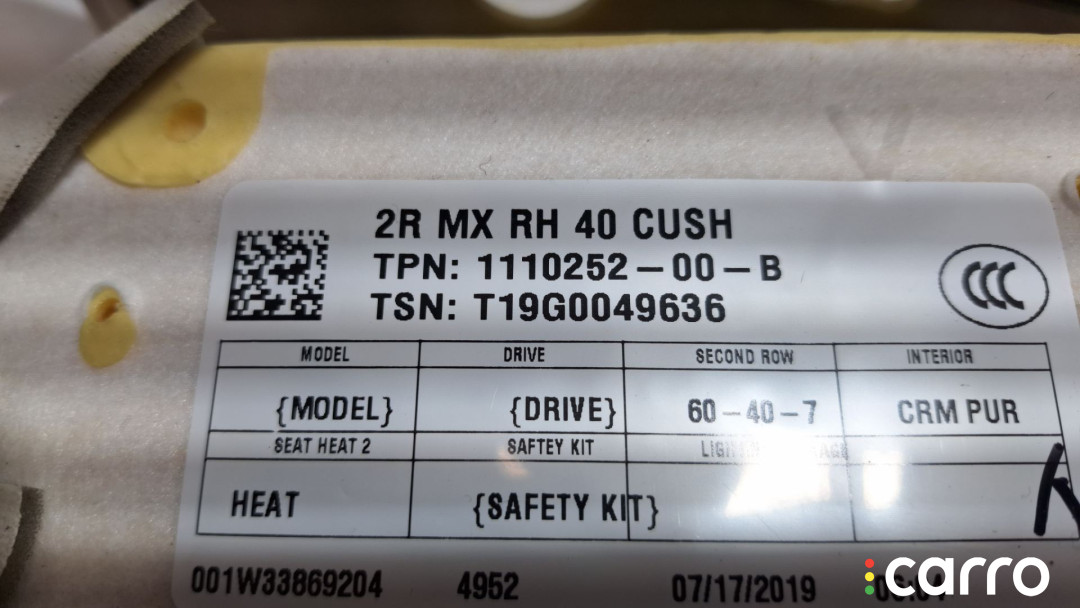 2R MX RH 40 CUSH
TPN: 1110252-00-B
TSN: T19G0049636
CCC
MODEL DRIVE SECOND ROW INTERIOR
{MODEL} {DRIVE} 60-40-7 CRM PUR
SEAT HEAT 2 SAFTEY KIT
HEAT {SAFETY KIT}
001W33869204 4952 07/17/2019
carro